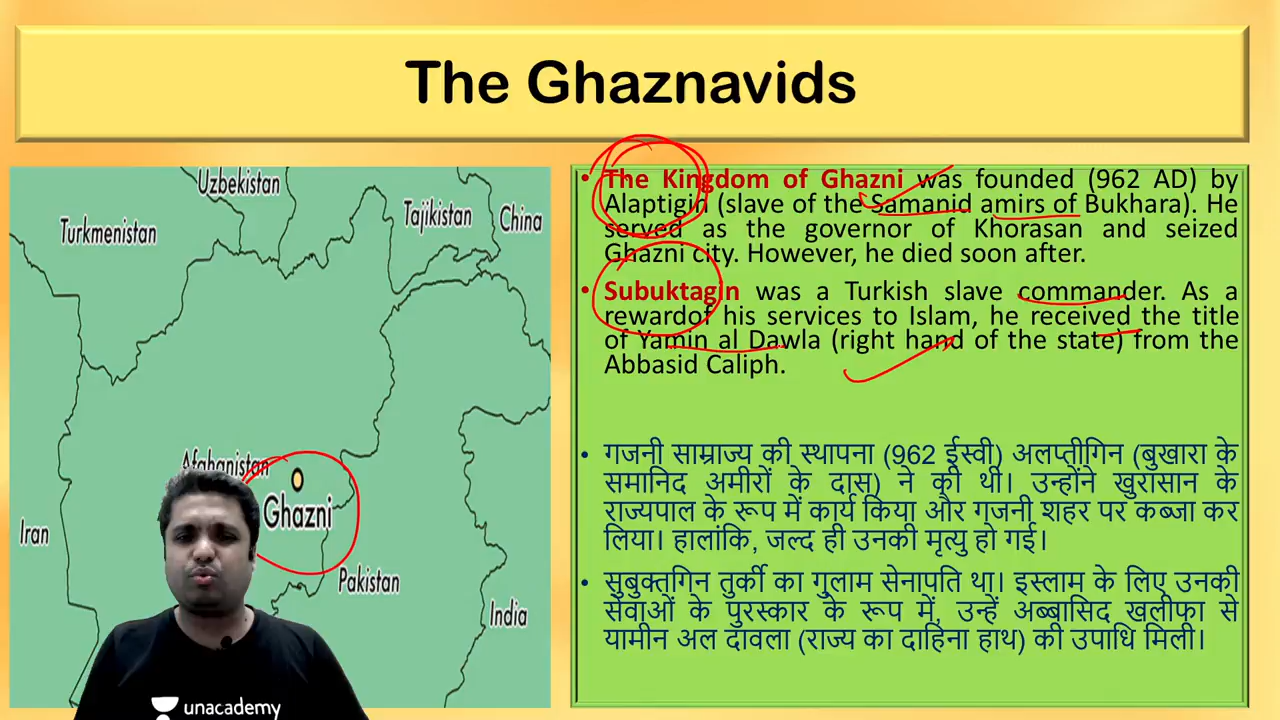 The Ghaznavids
Uzbekistan
Tajikistan
China
Turkmenistan
Afghanistan
Ghazni
Iran
Pakistan
India
unacademy
• The Kingdom of Ghazni was founded (962 AD) by
Alaptigin (slave of the Samanid amirs of Bukhara). He
served as the governor of Khorasan and seized
Ghazni city. However, he died soon after.
• Subuktagin was a Turkish slave commander. As a
rewardof his services to Islam, he received the title
of Yamin al Dawla (right hand of the state) from the
Abbasid Caliph.
• गजनी साम्राज्य की स्थापना (962 ईस्वी) अलप्तीगिन (बुखारा के
समानिद अमीरों के दास) ने की थी। उन्होंने खुरासान के
राज्यपाल के रूप में कार्य किया और गजनी शहर पर कब्जा कर
लिया। हालांकि, जल्द ही उनकी मृत्यु हो गई।
• सुबुक्तगिन तुर्की का गुलाम सेनापति था। इस्लाम के लिए उनकी
सेवाओं के पुरस्कार के रूप में, उन्हें अब्बासिद खलीफा से
यामीन अल दावला (राज्य का दाहिना हाथ) की उपाधि मिली।